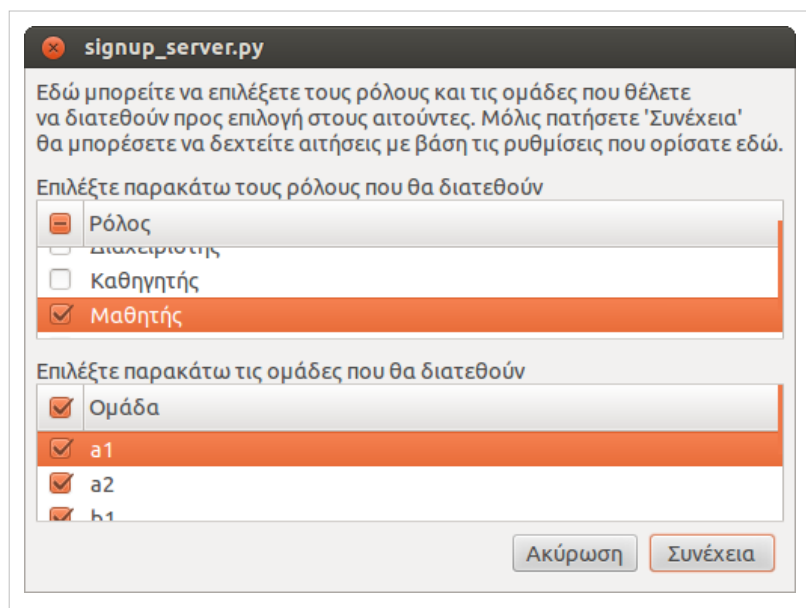 signup_server.py
Εδώ μπορείτε να επιλέξετε τους ρόλους και τις ομάδες που θέλετε
να διατεθούν προς επιλογή στους αιτούντες. Μόλις πατήσετε 'Συνέχεια'
θα μπορέσετε να δεχτείτε αιτήσεις με βάση τις ρυθμίσεις που ορίσατε εδώ.
Επιλέξτε παρακάτω τους ρόλους που θα διατεθούν
Ρόλος
Διαχειριστής
Καθηγητής
Μαθητής
Επιλέξτε παρακάτω τις ομάδες που θα διατεθούν
Ομάδα
a1
a2
b1
Ακύρωση Συνέχεια